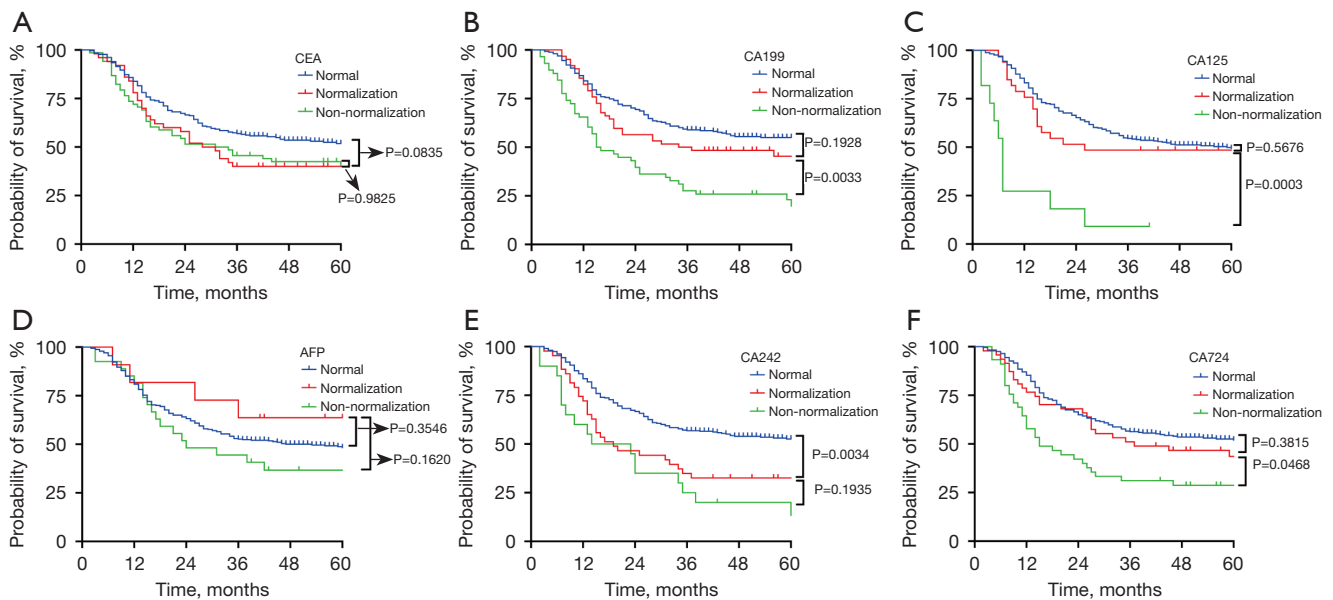 A
Probability of survival, %
100
75
50
25
0
0 12 24 36 48 60
Time, months
CEA
Normal
Normalization
Non-normalization
P=0.0835
P=0.9825
B
Probability of survival, %
100
75
50
25
0
0 12 24 36 48 60
Time, months
CA199
Normal
Normalization
Non-normalization
P=0.1928
P=0.0033
C
Probability of survival, %
100
75
50
25
0
0 12 24 36 48 60
Time, months
CA125
Normal
Normalization
Non-normalization
P=0.5676
P=0.0003
D
Probability of survival, %
100
75
50
25
0
0 12 24 36 48 60
Time, months
AFP
Normal
Normalization
Non-normalization
P=0.3546
P=0.1620
E
Probability of survival, %
100
75
50
25
0
0 12 24 36 48 60
Time, months
CA242
Normal
Normalization
Non-normalization
P=0.0034
P=0.1935
F
Probability of survival, %
100
75
50
25
0
0 12 24 36 48 60
Time, months
CA724
Normal
Normalization
Non-normalization
P=0.3815
P=0.0468